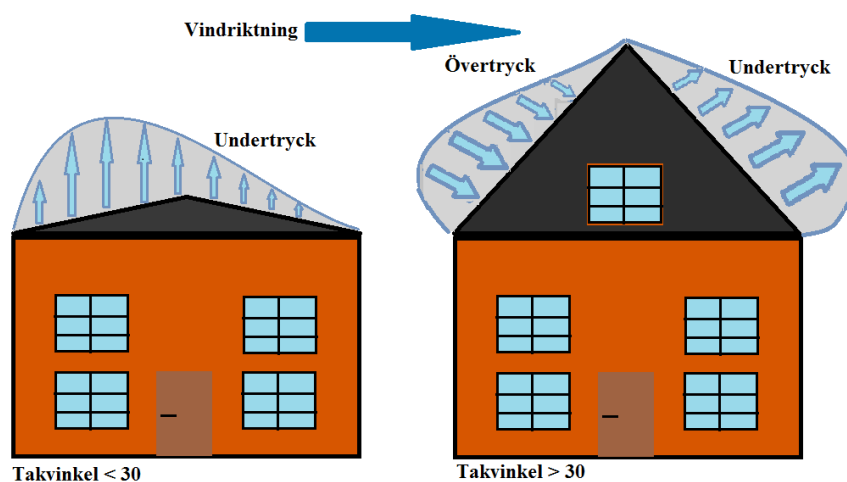 Vindriktning
Övertryck
Undertryck
Undertryck
Takvinkel < 30
Takvinkel > 30